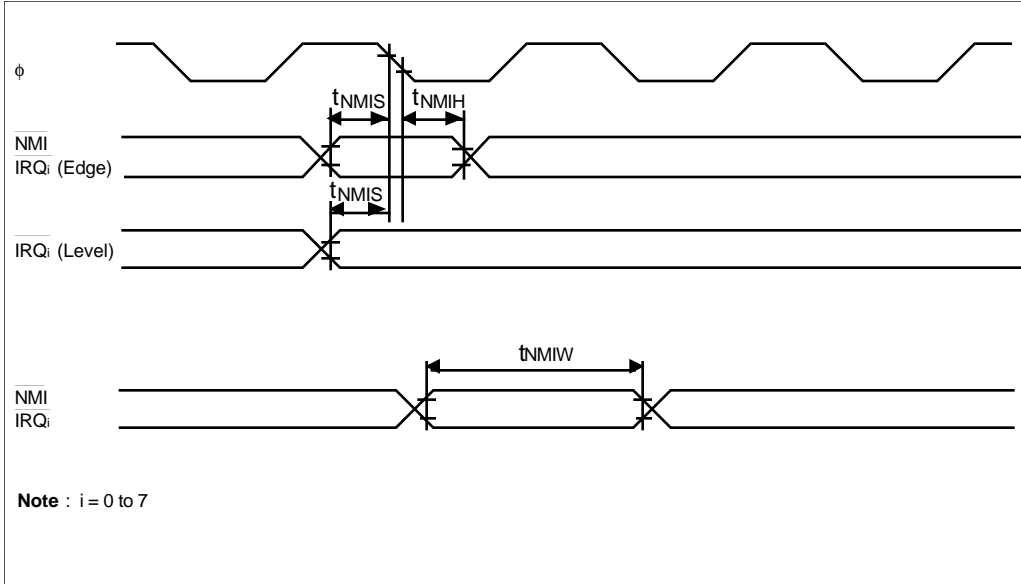 ϕ
tNMIS
tNMIH
NMI
IRQi (Edge)
tNMIS
IRQi (Level)
tNMIW
NMI
IRQi
Note : i = 0 to 7